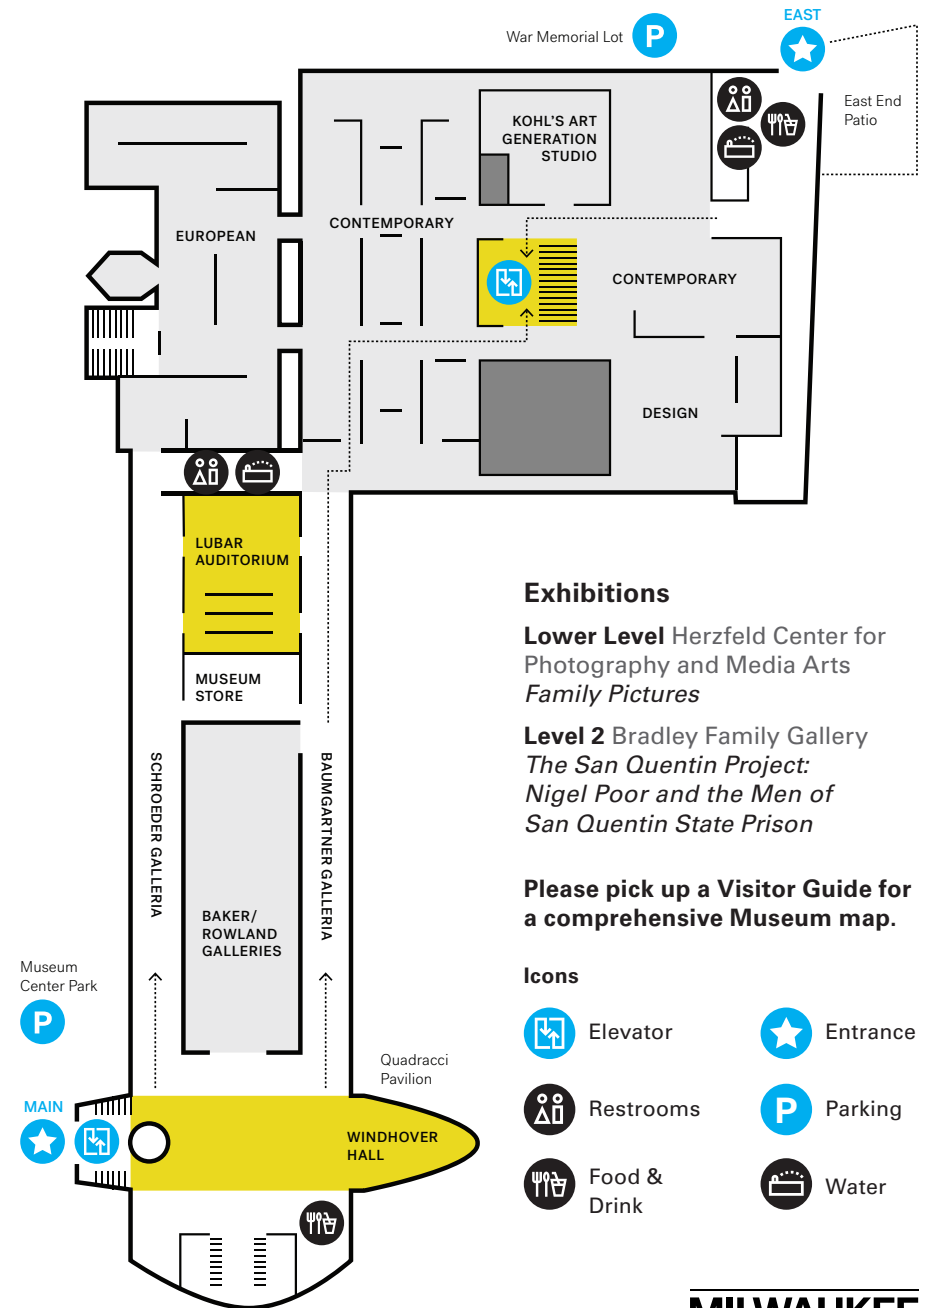 EAST
War Memorial Lot
P
East End
Patio
KOHL'S ART
GENERATION
STUDIO
CONTEMPORARY
EUROPEAN
CONTEMPORARY
DESIGN
LUBAR
AUDITORIUM
MUSEUM
STORE
SCHROEDER GALLERIA
BAUMGARTNER GALLERIA
BAKER/
ROWLAND
GALLERIES
Museum
Center Park
P
Quadracci
Pavilion
MAIN
WINDHOVER
HALL
Exhibitions
Lower Level Herzfeld Center for
Photography and Media Arts
Family Pictures
Level 2 Bradley Family Gallery
The San Quentin Project:
Nigel Poor and the Men of
San Quentin State Prison
Please pick up a Visitor Guide for
a comprehensive Museum map.
Icons
Elevator
Entrance
Restrooms
P
Parking
Food &
Drink
Water
MILWAUKEE